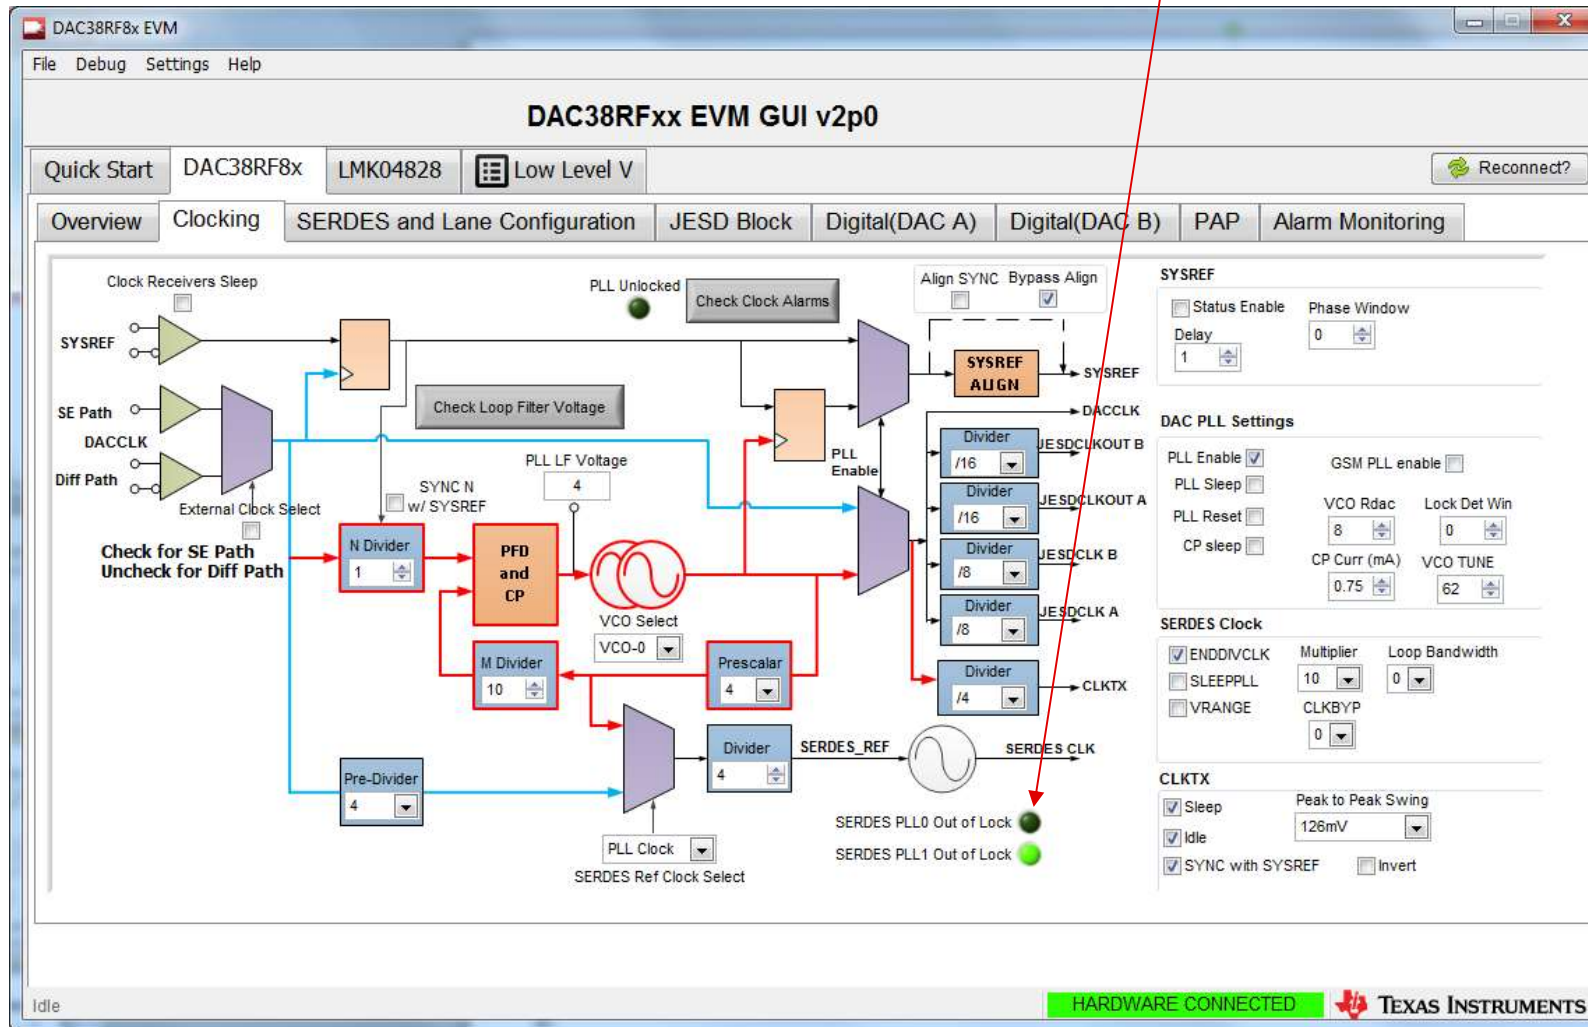 DAC38RF8x EVM
File Debug Settings Help
DAC38RFxx EVM GUI v2p0
Quick Start DAC38RF8x LMK04828 Low Level V Reconnect?
Overview Clocking SERDES and Lane Configuration JESD Block Digital(DAC A) Digital(DAC B) PAP Alarm Monitoring
Clock Receivers Sleep
PLL Unlocked
Check Clock Alarms
Align SYNC Bypass Align
SYSREF
SYSREF
ALIGN
SYSREF
SE Path
DACCLK
Diff Path
External Clock Select
Check for SE Path
Uncheck for Diff Path
Check Loop Filter Voltage
PLL LF Voltage
4
SYNC N
w/ SYSREF
N Divider
1
PFD
and
CP
VCO Select
VCO-0
M Divider
10
Prescalar
4
PLL
Enable
DACCLK
Divider
/16
JESDCLKOUT B
Divider
/16
JESDCLKOUT A
Divider
/8
JESDCLK B
Divider
/8
JESDCLK A
Divider
/4
CLKTX
Pre-Divider
4
Divider
4
SERDES_REF
SERDES CLK
PLL Clock
SERDES Ref Clock Select
SERDES PLL0 Out of Lock
SERDES PLL1 Out of Lock
SYSREF
Status Enable
Phase Window
0
Delay
1
DAC PLL Settings
PLL Enable
GSM PLL enable
PLL Sleep
PLL Reset
CP sleep
VCO Rdac
8
Lock Det Win
0
CP Curr (mA)
0.75
VCO TUNE
62
SERDES Clock
ENDDIVCLK
SLEEPPLL
VRANGE
Multiplier
10
Loop Bandwidth
0
CLKBYP
0
CLKTX
Sleep
Idle
SYNC with SYSREF
Peak to Peak Swing
126mV
Invert
Idle
HARDWARE CONNECTED
TEXAS INSTRUMENTS